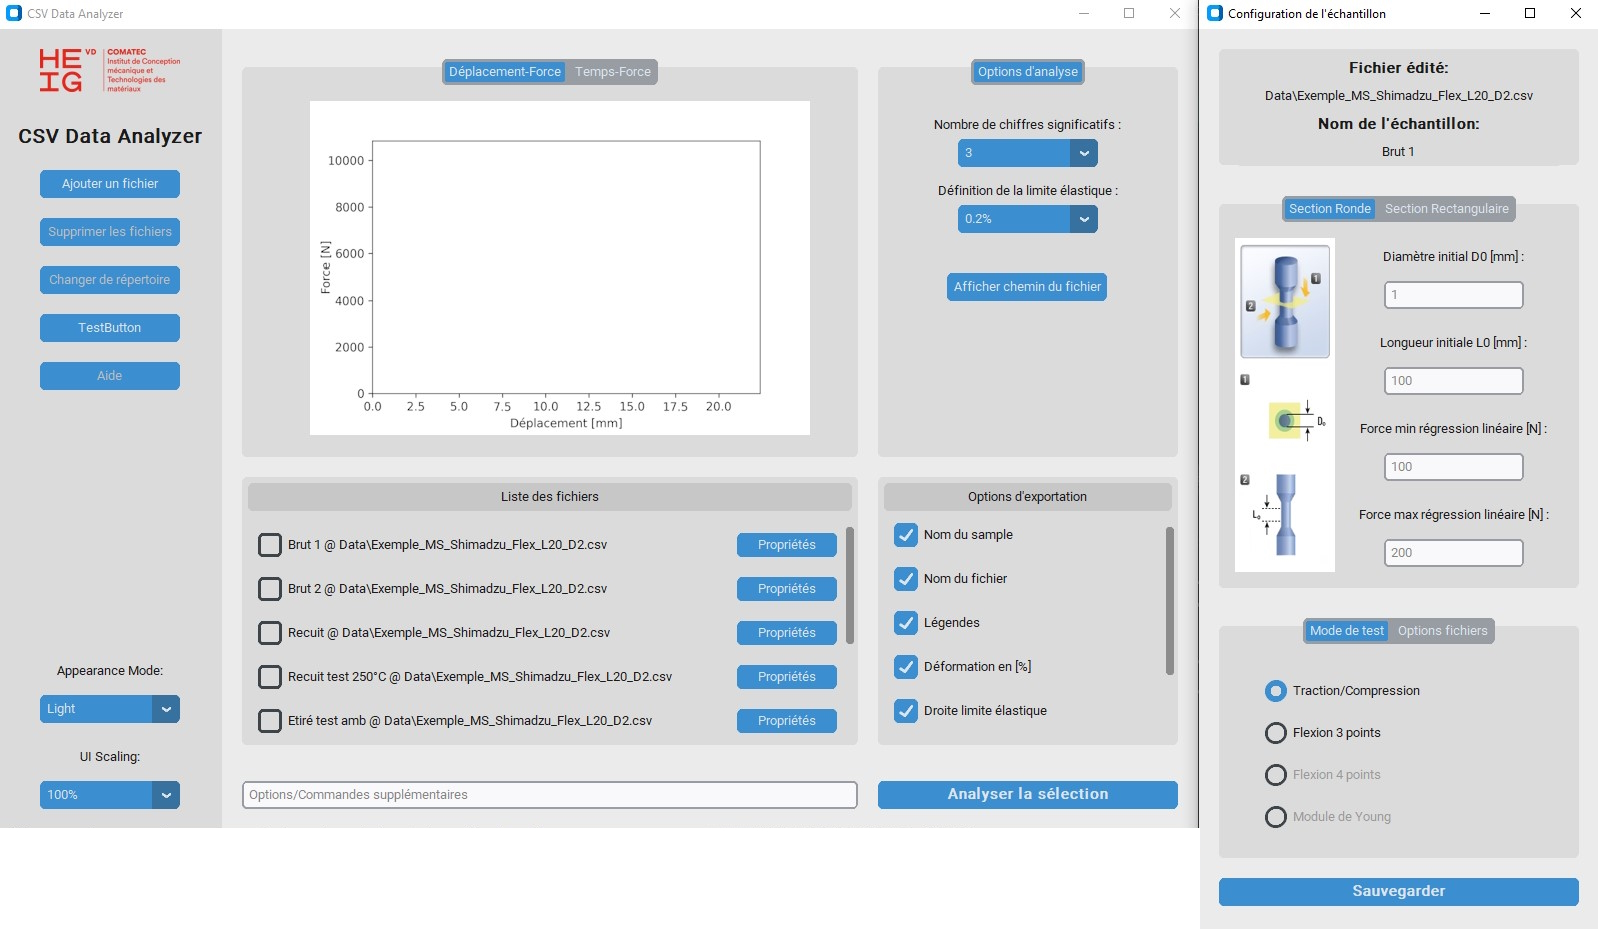 CSV Data Analyzer
HE
IG
VD
COMATEC
Institut de Conception
mécanique et
Technologies des
matériaux
CSV Data Analyzer
Ajouter un fichier
Supprimer les fichiers
Changer de répertoire
TestButton
Aide
Appearance Mode:
Light
UI Scaling:
100%
Déplacement-Force Temps-Force
10000
8000
6000
4000
2000
0
Force [N]
0.0 2.5 5.0 7.5 10.0 12.5 15.0 17.5 20.0
Déplacement [mm]
Options d'analyse
Nombre de chiffres significatifs :
3
Définition de la limite élastique :
0.2%
Afficher chemin du fichier
Liste des fichiers
Brut 1 @ Data\Exemple_MS_Shimadzu_Flex_L20_D2.csv Propriétés
Brut 2 @ Data\Exemple_MS_Shimadzu_Flex_L20_D2.csv Propriétés
Recuit @ Data\Exemple_MS_Shimadzu_Flex_L20_D2.csv Propriétés
Recuit test 250°C @ Data\Exemple_MS_Shimadzu_Flex_L20_D2.csv Propriétés
Etiré test amb @ Data\Exemple_MS_Shimadzu_Flex_L20_D2.csv Propriétés
Options d'exportation
Nom du sample
Nom du fichier
Légendes
Déformation en [%]
Droite limite élastique
Options/Commandes supplémentaires
Analyser la sélection
Configuration de l'échantillon
Fichier édité:
Data\Exemple_MS_Shimadzu_Flex_L20_D2.csv
Nom de l'échantillon:
Brut 1
Section Ronde Section Rectangulaire
1
2
1
D₀
2
L₀
Diamètre initial D0 [mm] :
1
Longueur initiale L0 [mm] :
100
Force min régression linéaire [N] :
100
Force max régression linéaire [N] :
200
Mode de test Options fichiers
Traction/Compression
Flexion 3 points
Flexion 4 points
Module de Young
Sauvegarder